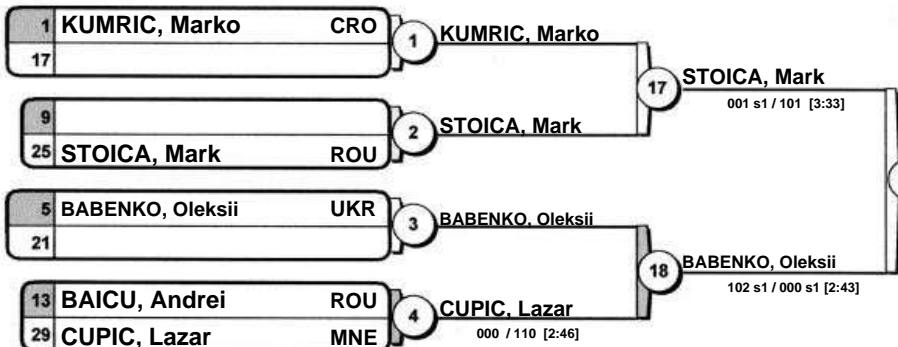 1 KUMRIC, Marko CRO
17
1
KUMRIC, Marko
9
25 STOICA, Mark ROU
2
STOICA, Mark
17
STOICA, Mark
001 s1 / 101 [3:33]
5 BABENKO, Oleksii UKR
21
3
BABENKO, Oleksii
13 BAICU, Andrei ROU
29 CUPIC, Lazar MNE
4
CUPIC, Lazar
000 / 110 [2:46]
18
BABENKO, Oleksii
102 s1 / 000 s1 [2:43]